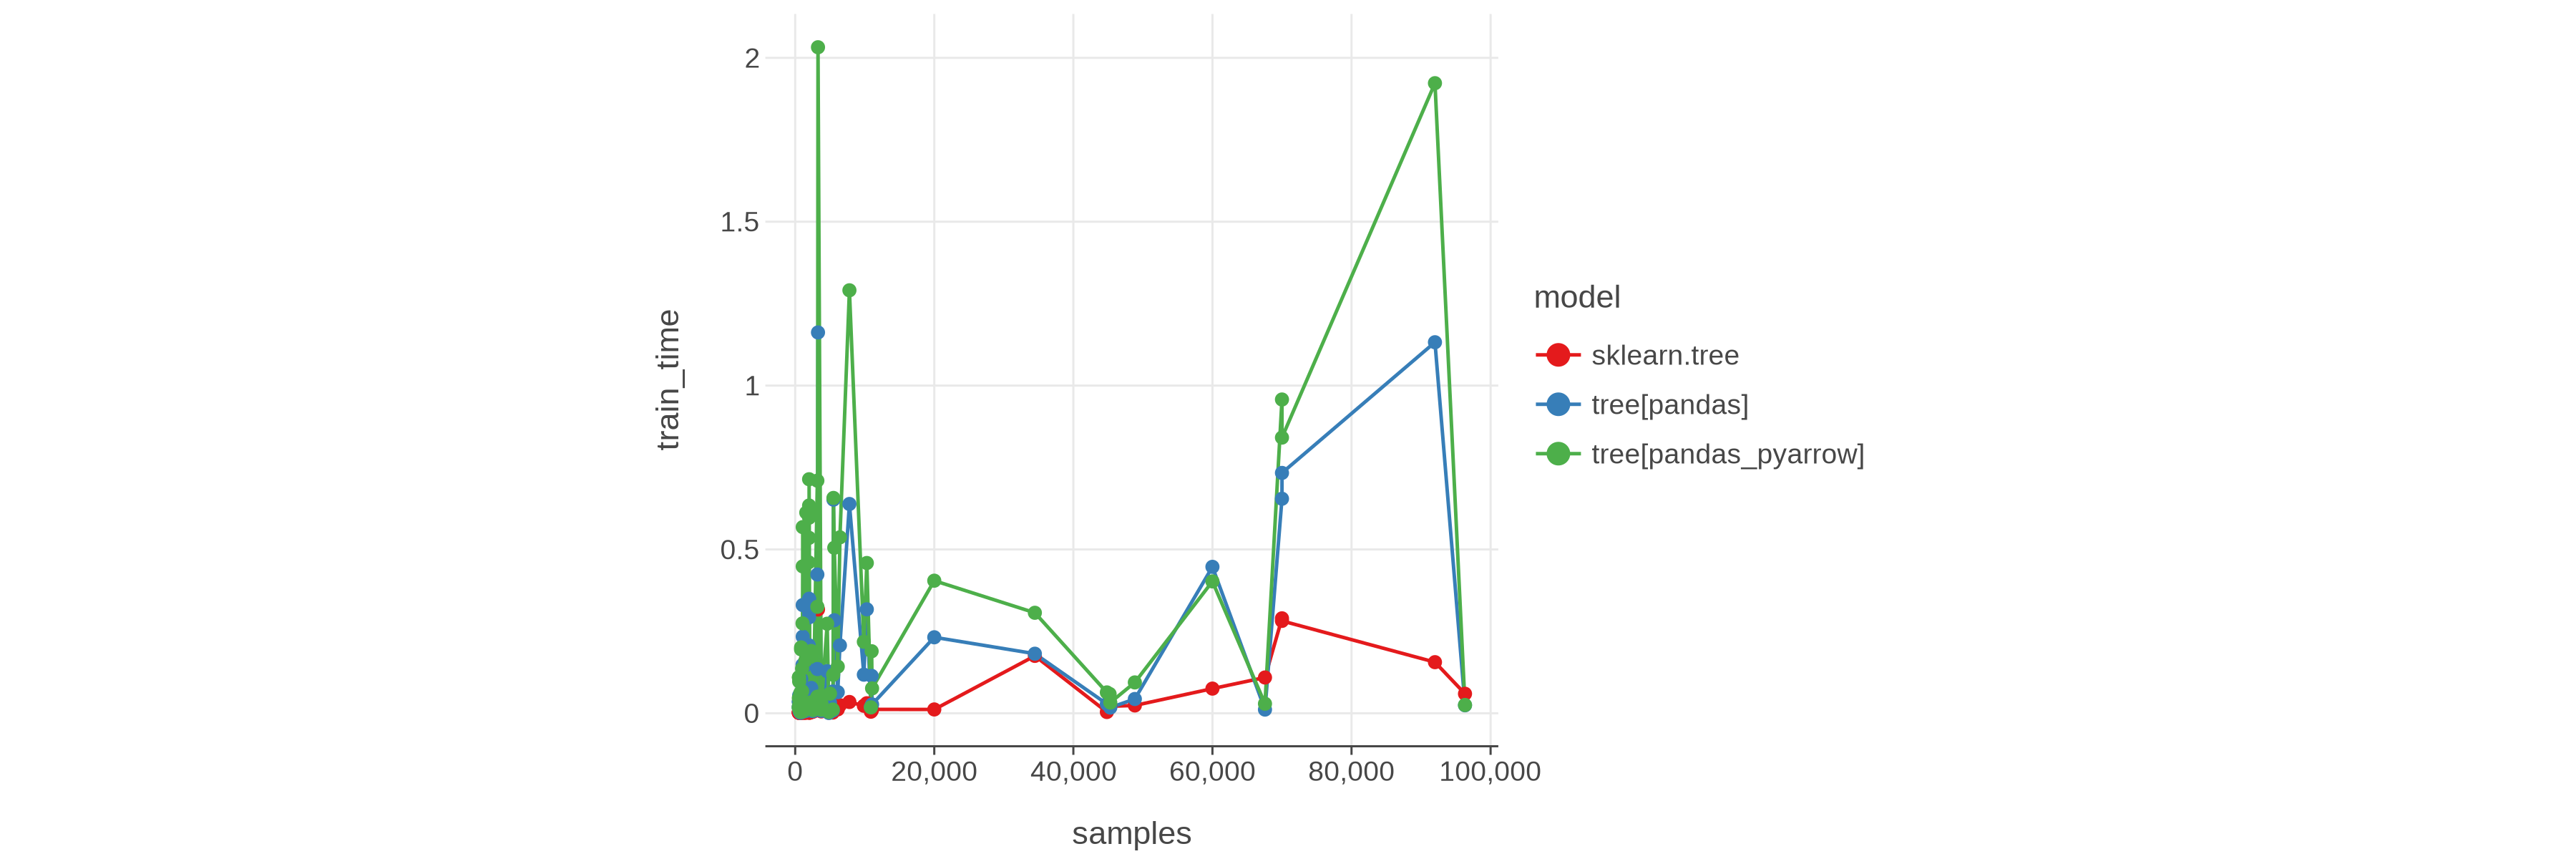 2
1.5
1
0.5
0
train_time
0 20,000 40,000 60,000 80,000 100,000
samples
model
sklearn.tree
tree[pandas]
tree[pandas_pyarrow]